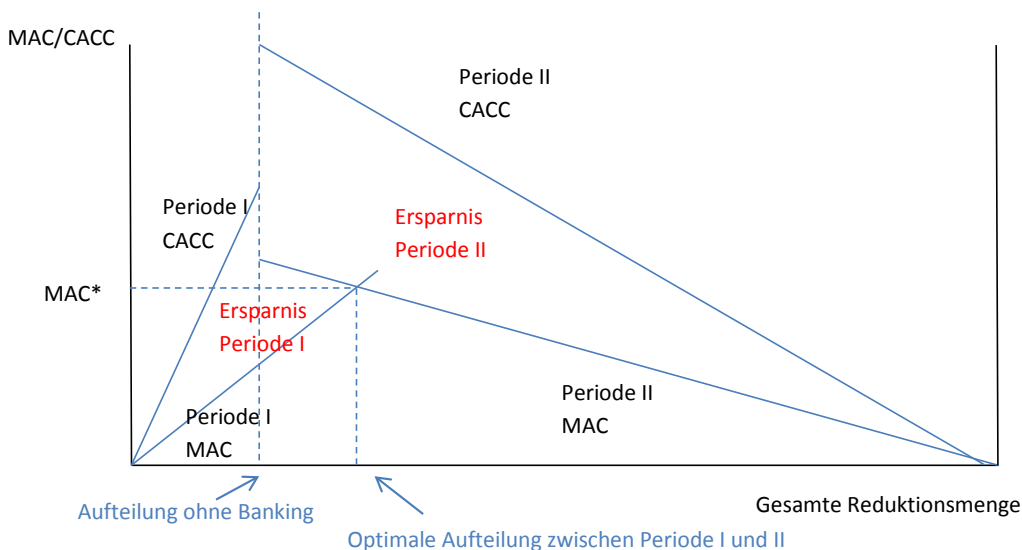 MAC/CACC
Periode II
CACC
Periode I
CACC
Ersparnis
Periode II
MAC*
Ersparnis
Periode I
Periode II
MAC
Periode I
MAC
Gesamte Reduktionsmenge
Aufteilung ohne Banking
Optimale Aufteilung zwischen Periode I und II